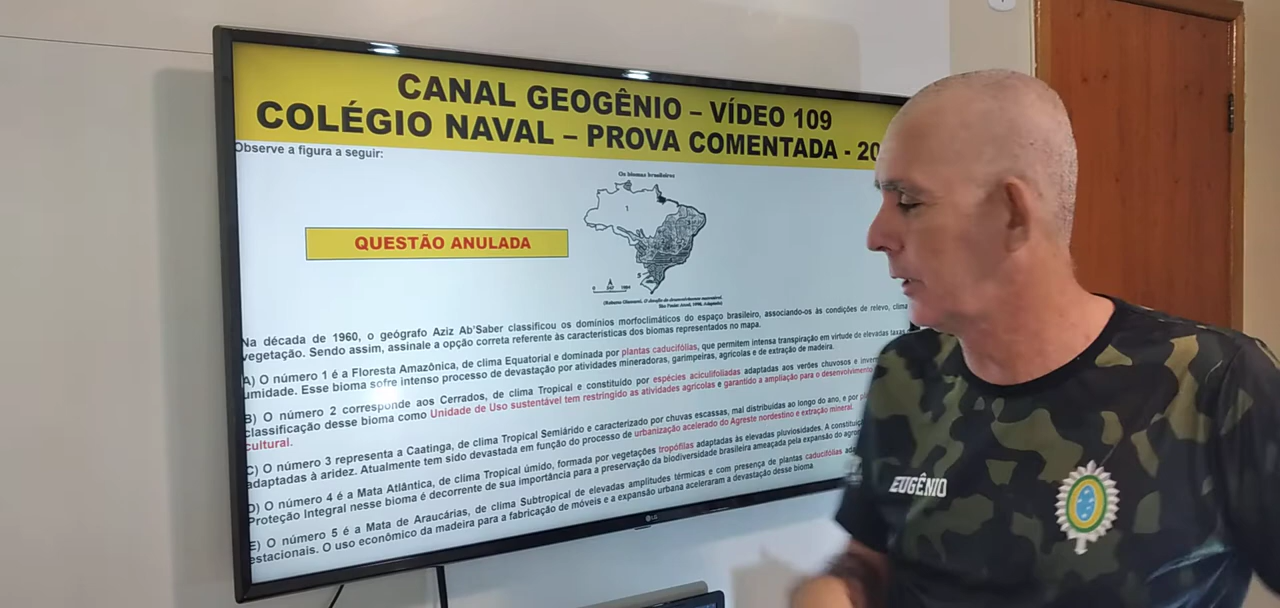 CANAL GEOGÊNIO – VÍDEO 109
COLÉGIO NAVAL – PROVA COMENTADA - 20
Observe a figura a seguir:
Os biomas brasileiros
1
QUESTÃO ANULADA
Na década de 1960, o geógrafo Aziz Ab'Saber classificou os domínios morfoclimáticos do espaço brasileiro, associando-os às condições de relevo, clima
vegetação. Sendo assim, assinale a opção correta referente às características dos biomas representados no mapa.
A) O número 1 é a Floresta Amazônica, de clima Equatorial e dominada por plantas caducifólias, que permitem intensa transpiração em virtude de elevadas taxas
umidade. Esse bioma sofre intenso processo de devastação por atividades mineradoras, garimpeiras, agrícolas e de extração de madeira.
B) O número 2 corresponde aos Cerrados, de clima Tropical e constituído por espécies aciculifoliadas adaptadas aos verões chuvosos e
classificação desse bioma como Unidade de Uso sustentável tem restringido as atividades agrícolas e garantido a ampliação para o desenvolvimento
cultural.
C) O número 3 representa a Caatinga, de clima Tropical Semiárido e caracterizado por chuvas escassas, mal distribuídas ao longo do ano, e por
adaptadas à aridez. Atualmente tem sido devastada em função do processo de urbanização acelerado do Agreste nordestino e extração mineral.
D) O número 4 é a Mata Atlântica, de clima Tropical úmido, formada por vegetações tropófilas adaptadas às elevadas pluviosidades. A
Proteção Integral nesse bioma é decorrente de sua importância para a preservação da biodiversidade brasileira ameaçada pela expansão do
E) O número 5 é a Mata de Araucárias, de clima Subtropical de elevadas amplitudes térmicas e com presença de plantas caducifólias
estacionais. O uso econômico da madeira para a fabricação de móveis e a expansão urbana aceleraram a devastação desse bioma
LG
EUGÊNIO